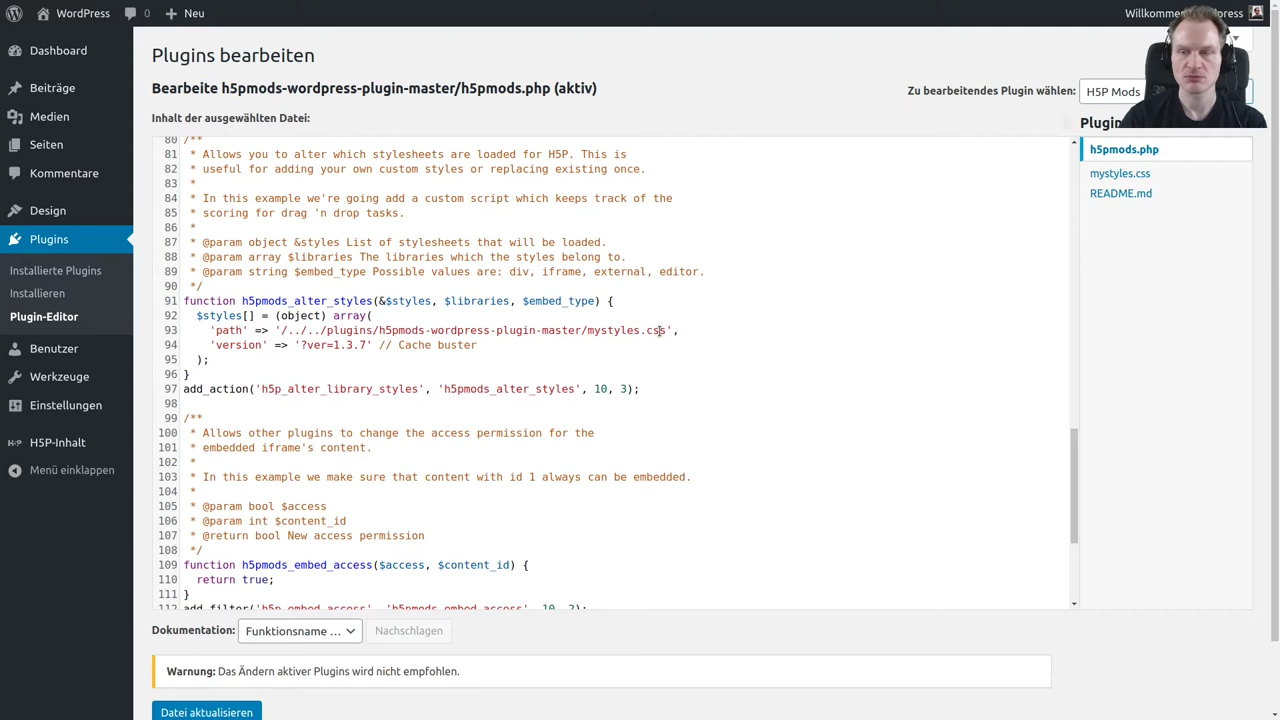 WordPress
0
Neu
Willkommen
Dashboard
Beiträge
Medien
Seiten
Kommentare
Design
Plugins
Installierte Plugins
Installieren
Plugin-Editor
Benutzer
Werkzeuge
Einstellungen
H5P-Inhalt
Menü einklappen
Plugins bearbeiten
Bearbeite h5pmods-wordpress-plugin-master/h5pmods.php (aktiv)
Zu bearbeitendes Plugin wählen: H5P Mods
Inhalt der ausgewählten Datei:
80 /**
81 * Allows you to alter which stylesheets are loaded for H5P. This is
82 * useful for adding your own custom styles or replacing existing once.
83 *
84 * In this example we're going add a custom script which keeps track of the
85 * scoring for drag 'n drop tasks.
86 *
87 * @param object &styles List of stylesheets that will be loaded.
88 * @param array $libraries The libraries which the styles belong to.
89 * @param string $embed_type Possible values are: div, iframe, external, editor.
90 */
91 function h5pmods_alter_styles(&$styles, $libraries, $embed_type) {
92 $styles[] = (object) array(
93 'path' => '/../../plugins/h5pmods-wordpress-plugin-master/mystyles.css',
94 'version' => '?ver=1.3.7' // Cache buster
95 );
96 }
97 add_action('h5p_alter_library_styles', 'h5pmods_alter_styles', 10, 3);
98
99 /**
100 * Allows other plugins to change the access permission for the
101 * embedded iframe's content.
102 *
103 * In this example we make sure that content with id 1 always can be embedded.
104 *
105 * @param bool $access
106 * @param int $content_id
107 * @return bool New access permission
108 */
109 function h5pmods_embed_access($access, $content_id) {
110 return true;
111 }
112 add_filter('h5p_embed_access', 'h5pmods_embed_access', 10, 2);
h5pmods.php
mystyles.css
README.md
Dokumentation: Funktionsname … Nachschlagen
Warnung: Das Ändern aktiver Plugins wird nicht empfohlen.
Datei aktualisieren